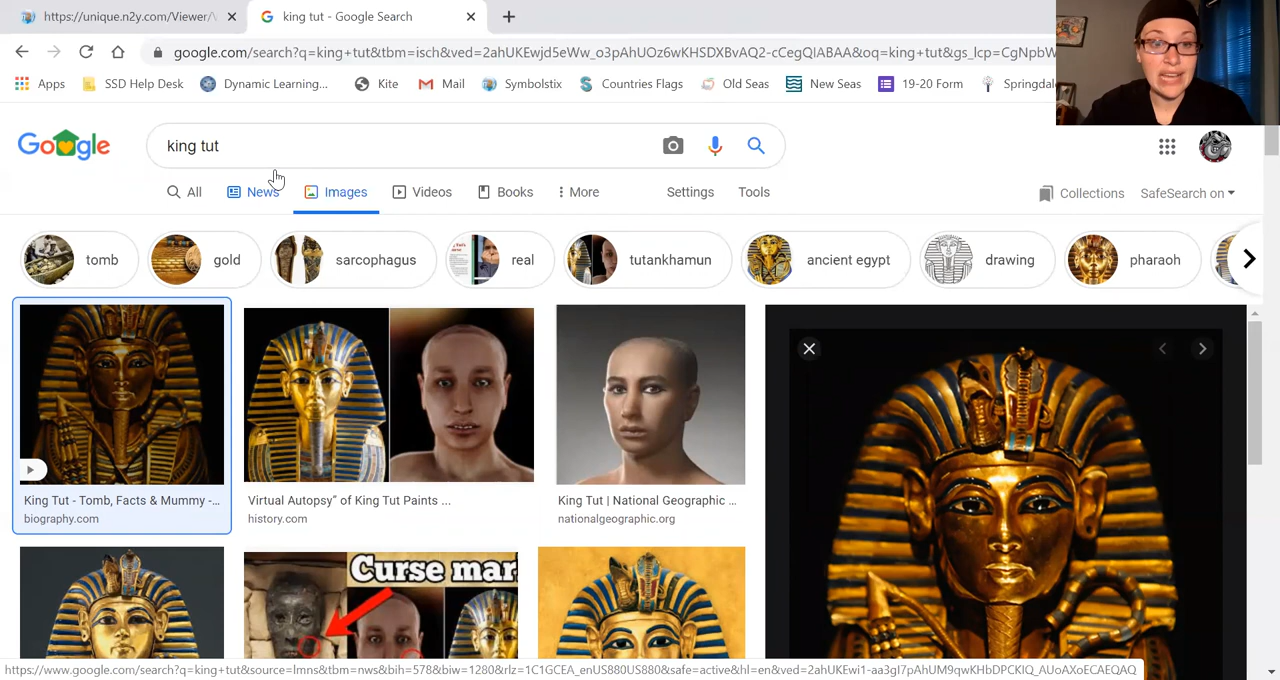 https://unique.n2y.com/Viewer/V
king tut - Google Search
google.com/search?q=king+tut&tbm=isch&ved=2ahUKEwjd5eWw_o3pAhUOz6wKHSDXBvAQ2-cCegQIABAA&oq=king+tut&gs_lcp=CgNpbW
Apps SSD Help Desk Dynamic Learning... Kite Mail Symbolstix Countries Flags Old Seas New Seas 19-20 Form Springdal
Google
king tut
All News Images Videos Books More Settings Tools Collections SafeSearch on
tomb gold sarcophagus real tutankhamun ancient egypt drawing pharaoh
King Tut - Tomb, Facts & Mummy -...
biography.com
Virtual Autopsy" of King Tut Paints ...
history.com
King Tut | National Geographic ...
nationalgeographic.org
Curse mar
https://www.google.com/search?q=king+tut&source=lmns&tbm=nws&bih=578&biw=1280&rlz=1C1GCEA_enUS880US880&safe=active&hl=en&ved=2ahUKEwi1-aa3gI7pAhUM9qwKHbDPCKIQ_AUoAXoECAEQAQ